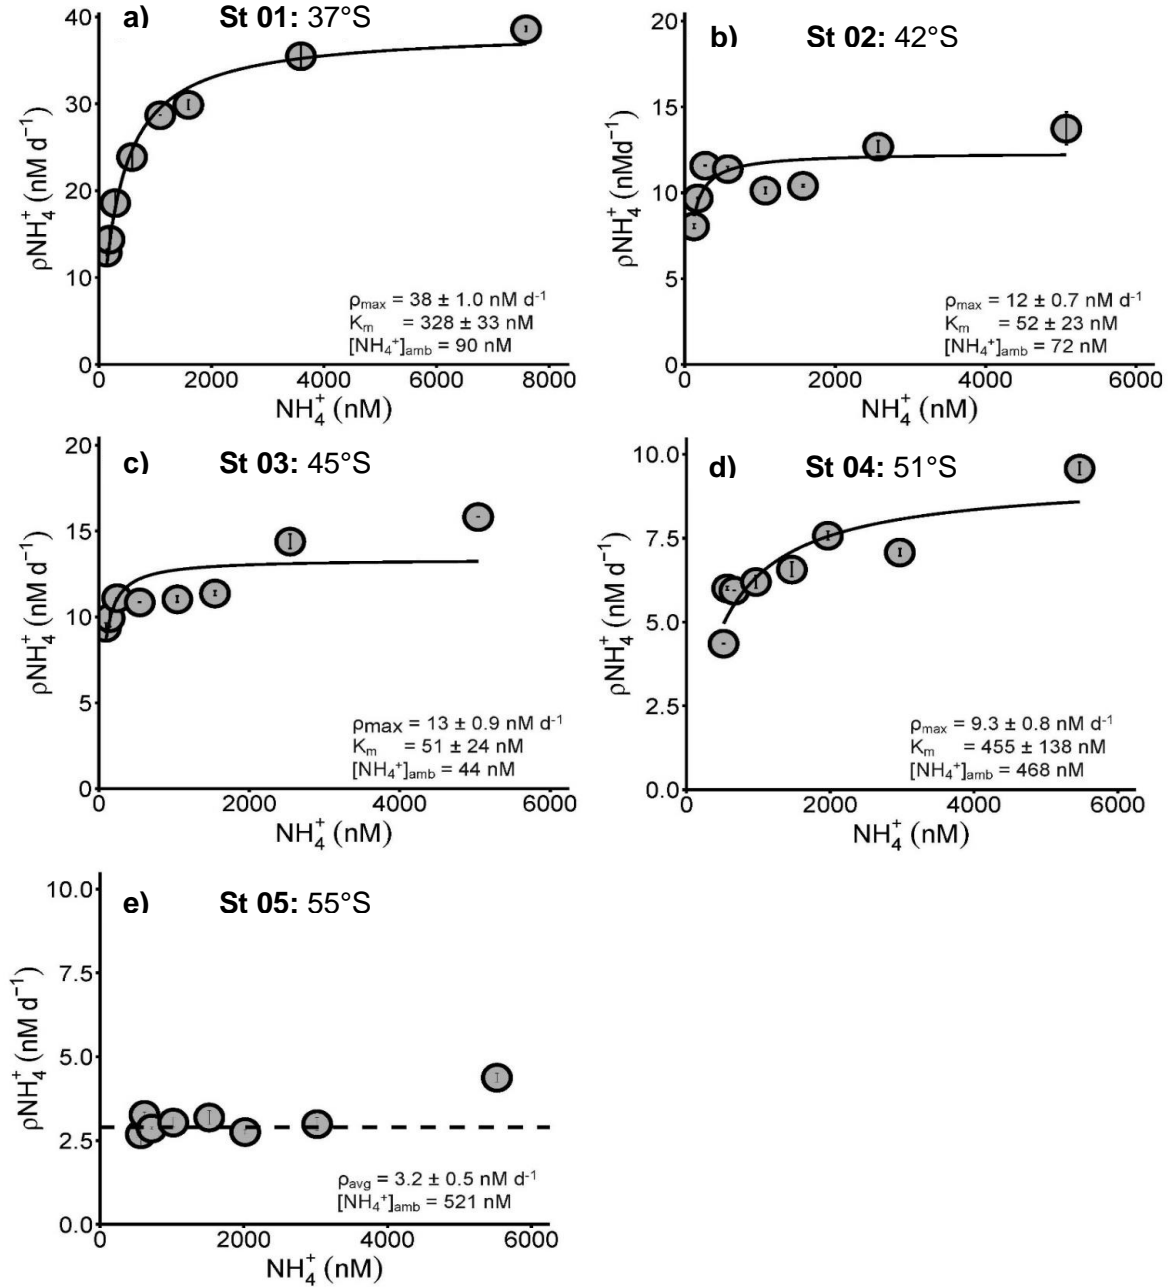 a) St 01: 37°S
40
30
20
10
0
ρNH₄⁺ (nM d⁻¹)
ρmax = 38 ± 1.0 nM d⁻¹
Kₘ = 328 ± 33 nM
[NH₄⁺]amb = 90 nM
0 2000 4000 6000 8000
NH₄⁺ (nM)
b) St 02: 42°S
20
15
10
5
0
ρNH₄⁺ (nMd⁻¹)
ρmax = 12 ± 0.7 nM d⁻¹
Kₘ = 52 ± 23 nM
[NH₄⁺]amb = 72 nM
0 2000 4000 6000
NH₄⁺ (nM)
c) St 03: 45°S
20
15
10
5
0
ρNH₄⁺ (nM d⁻¹)
ρmax = 13 ± 0.9 nM d⁻¹
Kₘ = 51 ± 24 nM
[NH₄⁺]amb = 44 nM
0 2000 4000 6000
NH₄⁺ (nM)
d) St 04: 51°S
10.0
7.5
5.0
2.5
0.0
ρNH₄⁺ (nM d⁻¹)
ρmax = 9.3 ± 0.8 nM d⁻¹
Kₘ = 455 ± 138 nM
[NH₄⁺]amb = 468 nM
0 2000 4000 6000
NH₄⁺ (nM)
e) St 05: 55°S
10.0
7.5
5.0
2.5
0.0
ρNH₄⁺ (nM d⁻¹)
ρavg = 3.2 ± 0.5 nM d⁻¹
[NH₄⁺]amb = 521 nM
0 2000 4000 6000
NH₄⁺ (nM)